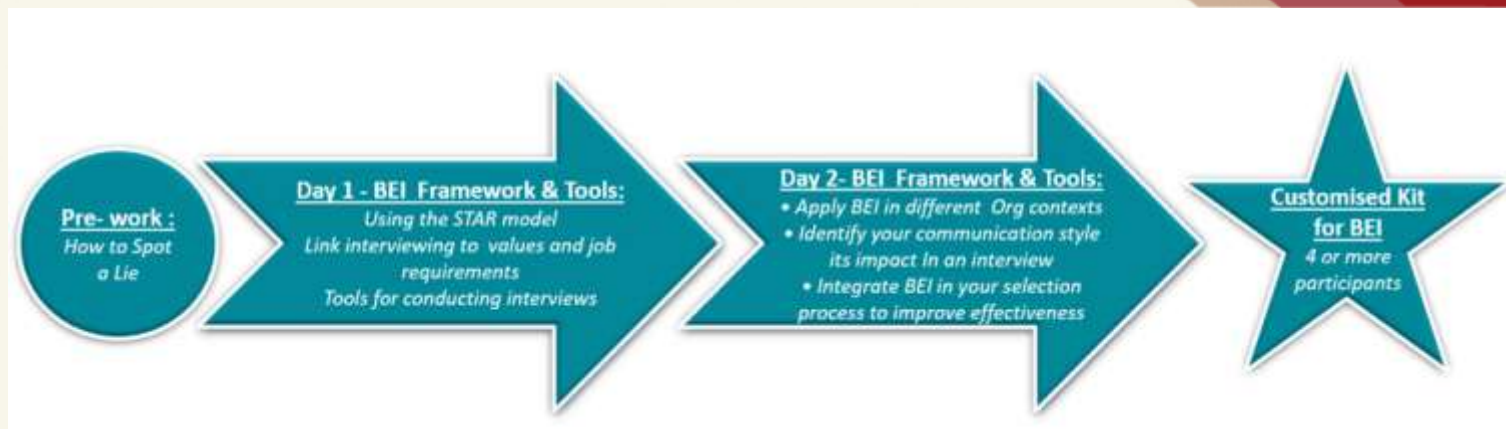 Pre- work :
How to Spot
a Lie
Day 1 - BEI Framework & Tools:
Using the STAR model
Link interviewing to values and job
requirements
Tools for conducting interviews
Day 2- BEI Framework & Tools:
• Apply BEI in different Org contexts
• Identify your communication style
its impact In an interview
• Integrate BEI in your selection
process to improve effectiveness
Customised Kit
for BEI
4 or more
participants